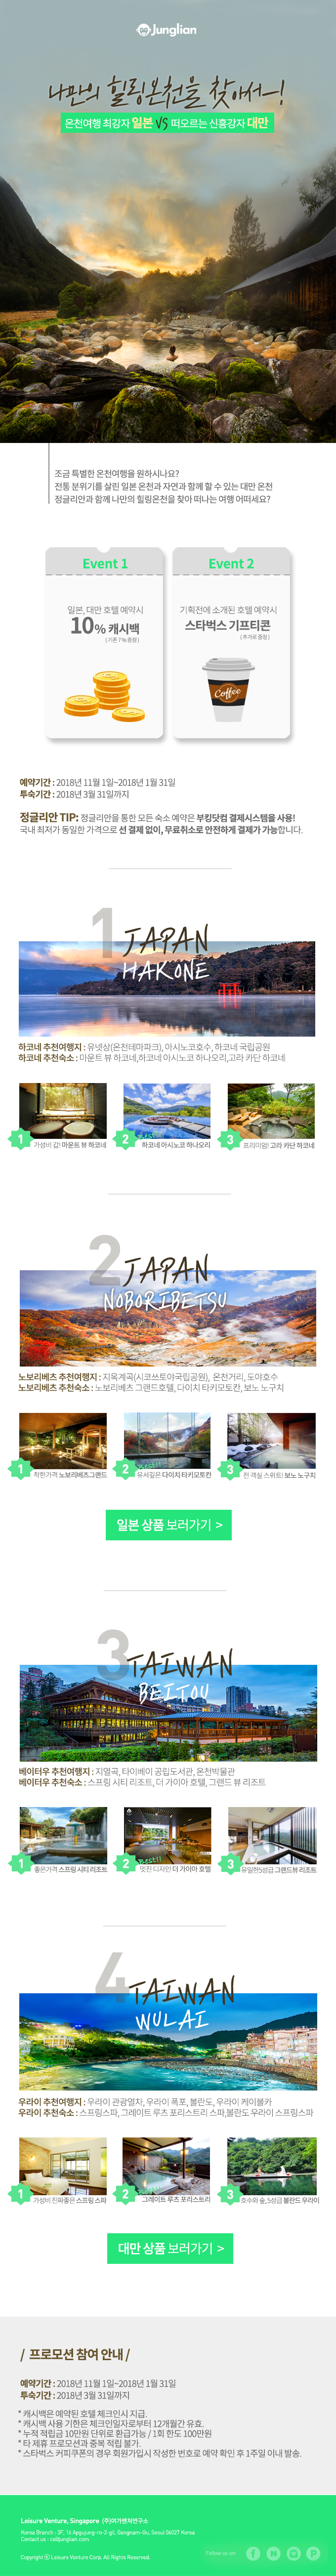 Junglian
나만의 힐링온천을 찾아서~!
온천여행 최강자 일본 VS 떠오르는 신흥강자 대만
조금 특별한 온천여행을 원하시나요?
전통 분위기를 살린 일본 온천과 자연과 함께 할 수 있는 대만 온천
정글리안과 함께 나만의 힐링온천을 찾아 떠나는 여행 어떠세요?
Event 1
일본, 대만 호텔 예약시
10% 캐시백
( 기존 7% 증정 )
Event 2
기획전에 소개된 호텔 예약시
스타벅스 기프티콘
( 추가로 증정 )
Coffee
예약기간 : 2018년 11월 1일~2018년 1월 31일
투숙기간 : 2018년 3월 31일까지
정글리안 TIP: 정글리안을 통한 모든 숙소 예약은 부킹닷컴 결제시스템을 사용!
국내 최저가 동일한 가격으로 선 결제 없이, 무료취소로 안전하게 결제가 가능합니다.
1 JAPAN
HAKONE
하코네 추천여행지 : 유넷상(온천테마파크), 아시노코호수, 하코네 국립공원
하코네 추천숙소 : 마운트 뷰 하코네,하코네 아시노코 하나오리,고라 카단 하코네
1 가성비 갑! 마운트 뷰 하코네
2 하코네 아시노코 하나오리
3 프리미엄! 고라 카단 하코네
2 JAPAN
NOBORIBETSU
노보리베츠 추천여행지 : 지옥계곡(시코쓰토야국립공원), 온천거리, 도야호수
노보리베츠 추천숙소 : 노보리베츠 그랜드호텔, 다이치 타키모토칸, 보노 노구치
1 착한가격 노보리베츠그랜드
2 Best!! 유서깊은 다이치 타키모토칸
3 전 객실 스위트! 보노 노구치
일본 상품 보러가기 >
3 TAIWAN
BEITOU
베이터우 추천여행지 : 지열곡, 타이베이 공립도서관, 온천박물관
베이터우 추천숙소 : 스프링 시티 리조트, 더 가이아 호텔, 그랜드 뷰 리조트
1 좋은가격 스프링 시티 리조트
2 Best!! 멋진 디자인 더 가이아 호텔
3 유일한5성급 그랜드뷰 리조트
4 TAIWAN
WULAI
우라이 추천여행지 : 우라이 관광열차, 우라이 폭포, 볼란도, 우라이 케이블카
우라이 추천숙소 : 스프링스파, 그레이트 루츠 포리스트리 스파,볼란도 우라이 스프링스파
1 가성비 진짜좋은 스프링 스파
2 그레이트 루츠 포리스트리
3 호수와 숲, 5성급 볼란드 우라이
대만 상품 보러가기 >
/ 프로모션 참여 안내 /
예약기간 : 2018년 11월 1일~2018년 1월 31일
투숙기간 : 2018년 3월 31일까지
* 캐시백은 예약된 호텔 체크인시 지급.
* 캐시백 사용 기한은 체크인일자로부터 12개월간 유효.
* 누적 적립금 10만원 단위로 환급가능 / 1회 한도 100만원
* 타 제휴 프로모션과 중복 적립 불가.
* 스타벅스 커피쿠폰의 경우 회원가입시 작성한 번호로 예약 확인 후 1주일 이내 발송.
Leisure Venture, Singapore (주)여가벤처연구소
Korea Branch : 3F, 16 Apgujung-ro 2-gil, Gangnam-Gu, Seoul 06027 Korea
Contact us : cs@junglian.com
Copyright ⓒ Leisure Venture Corp. All Rights Reserved.
Follow us on